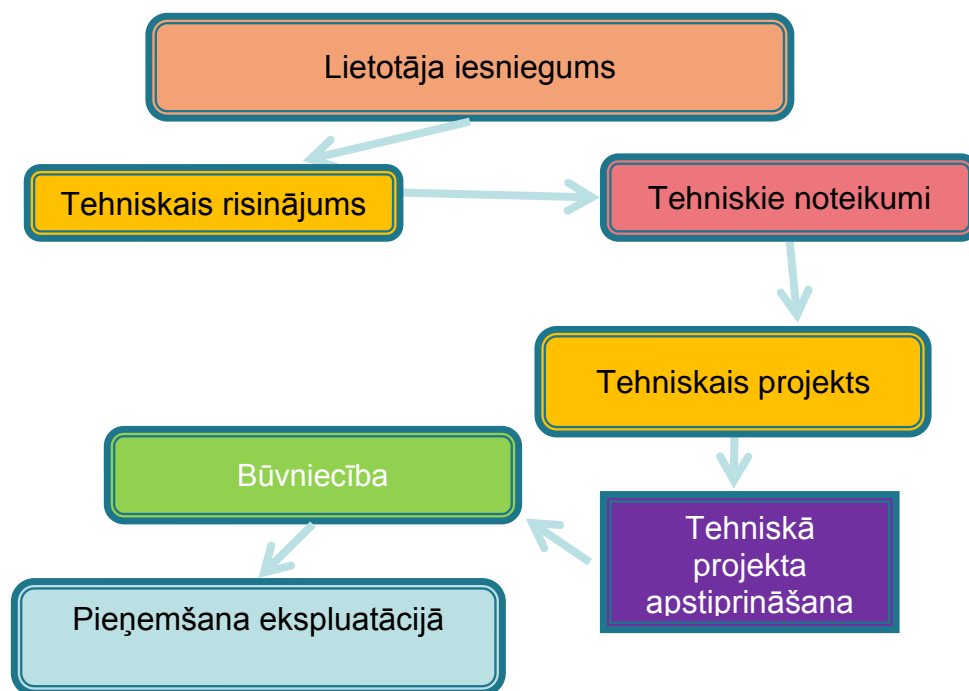 Lietotāja iesniegums
Tehniskais risinājums
Tehniskie noteikumi
Tehniskais projekts
Būvniecība
Tehniskā
projekta
apstiprināšana
Pieņemšana ekspluatācijā